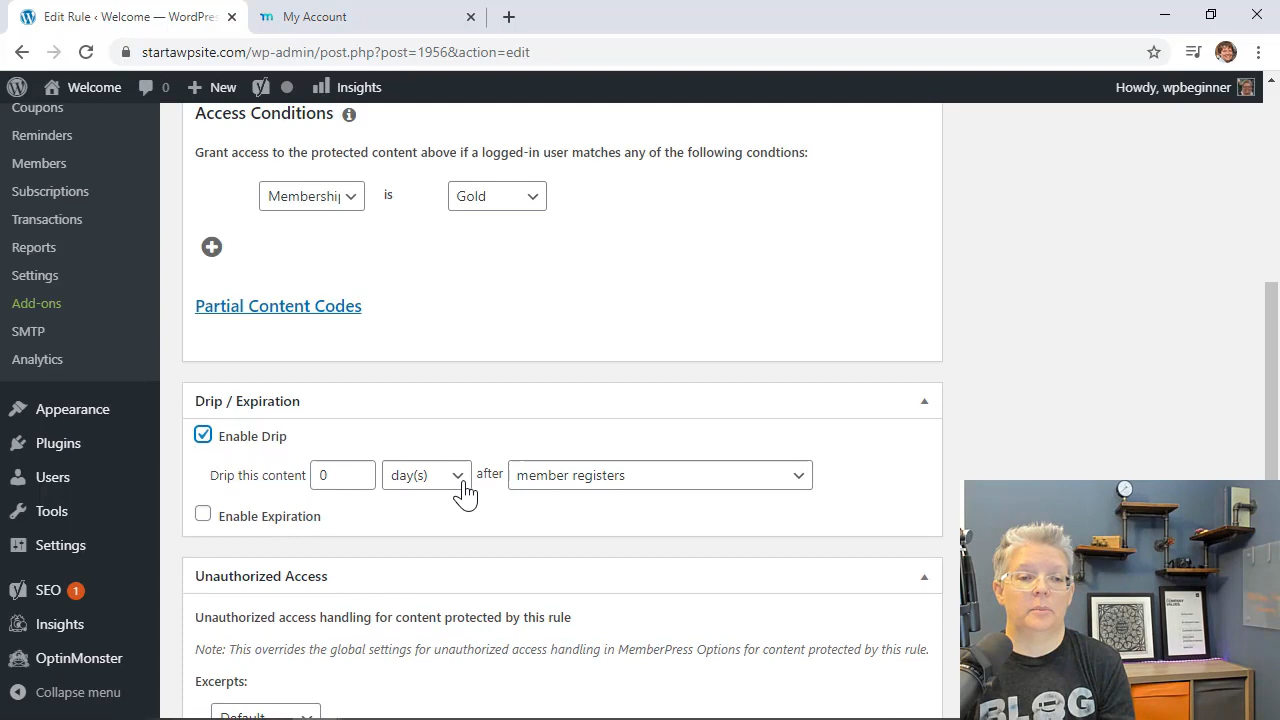 Edit Rule ‹ Welcome — WordPres
My Account
startawpsite.com/wp-admin/post.php?post=1956&action=edit
Welcome
0
New
Insights
Howdy, wpbeginner
Coupons
Reminders
Members
Subscriptions
Transactions
Reports
Settings
Add-ons
SMTP
Analytics
Appearance
Plugins
Users
Tools
Settings
SEO 1
Insights
OptinMonster
Collapse menu
Access Conditions
Grant access to the protected content above if a logged-in user matches any of the following condtions:
Membership is Gold
Partial Content Codes
Drip / Expiration
Enable Drip
Drip this content 0 day(s) after member registers
Enable Expiration
Unauthorized Access
Unauthorized access handling for content protected by this rule
Note: This overrides the global settings for unauthorized access handling in MemberPress Options for content protected by this rule.
Excerpts:
Default
BLOG